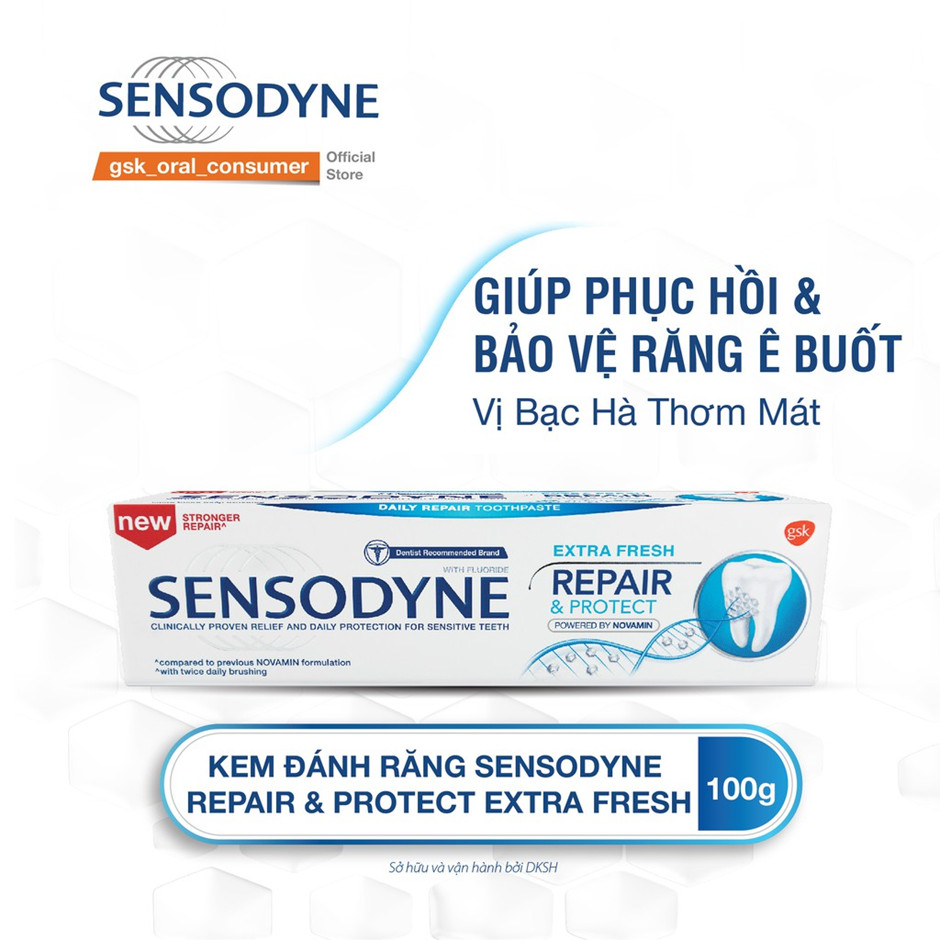 SENSODYNE
gsk_oral_consumer
Official
Store
GIÚP PHỤC HỒI &
BẢO VỆ RĂNG Ê BUỐT
Vị Bạc Hà Thơm Mát
SENSODYNE
REPAIR
DAILY REPAIR TOOTHPASTE
new
STRONGER
REPAIR^
Dentist Recommended Brand
WITH FLUORIDE
SENSODYNE
CLINICALLY PROVEN RELIEF AND DAILY PROTECTION FOR SENSITIVE TEETH
^compared to previous NOVAMIN formulation
^with twice daily brushing
EXTRA FRESH
REPAIR
& PROTECT
POWERED BY NOVAMIN
gsk
KEM ĐÁNH RĂNG SENSODYNE
REPAIR & PROTECT EXTRA FRESH
100g
Sở hữu và vận hành bởi DKSH